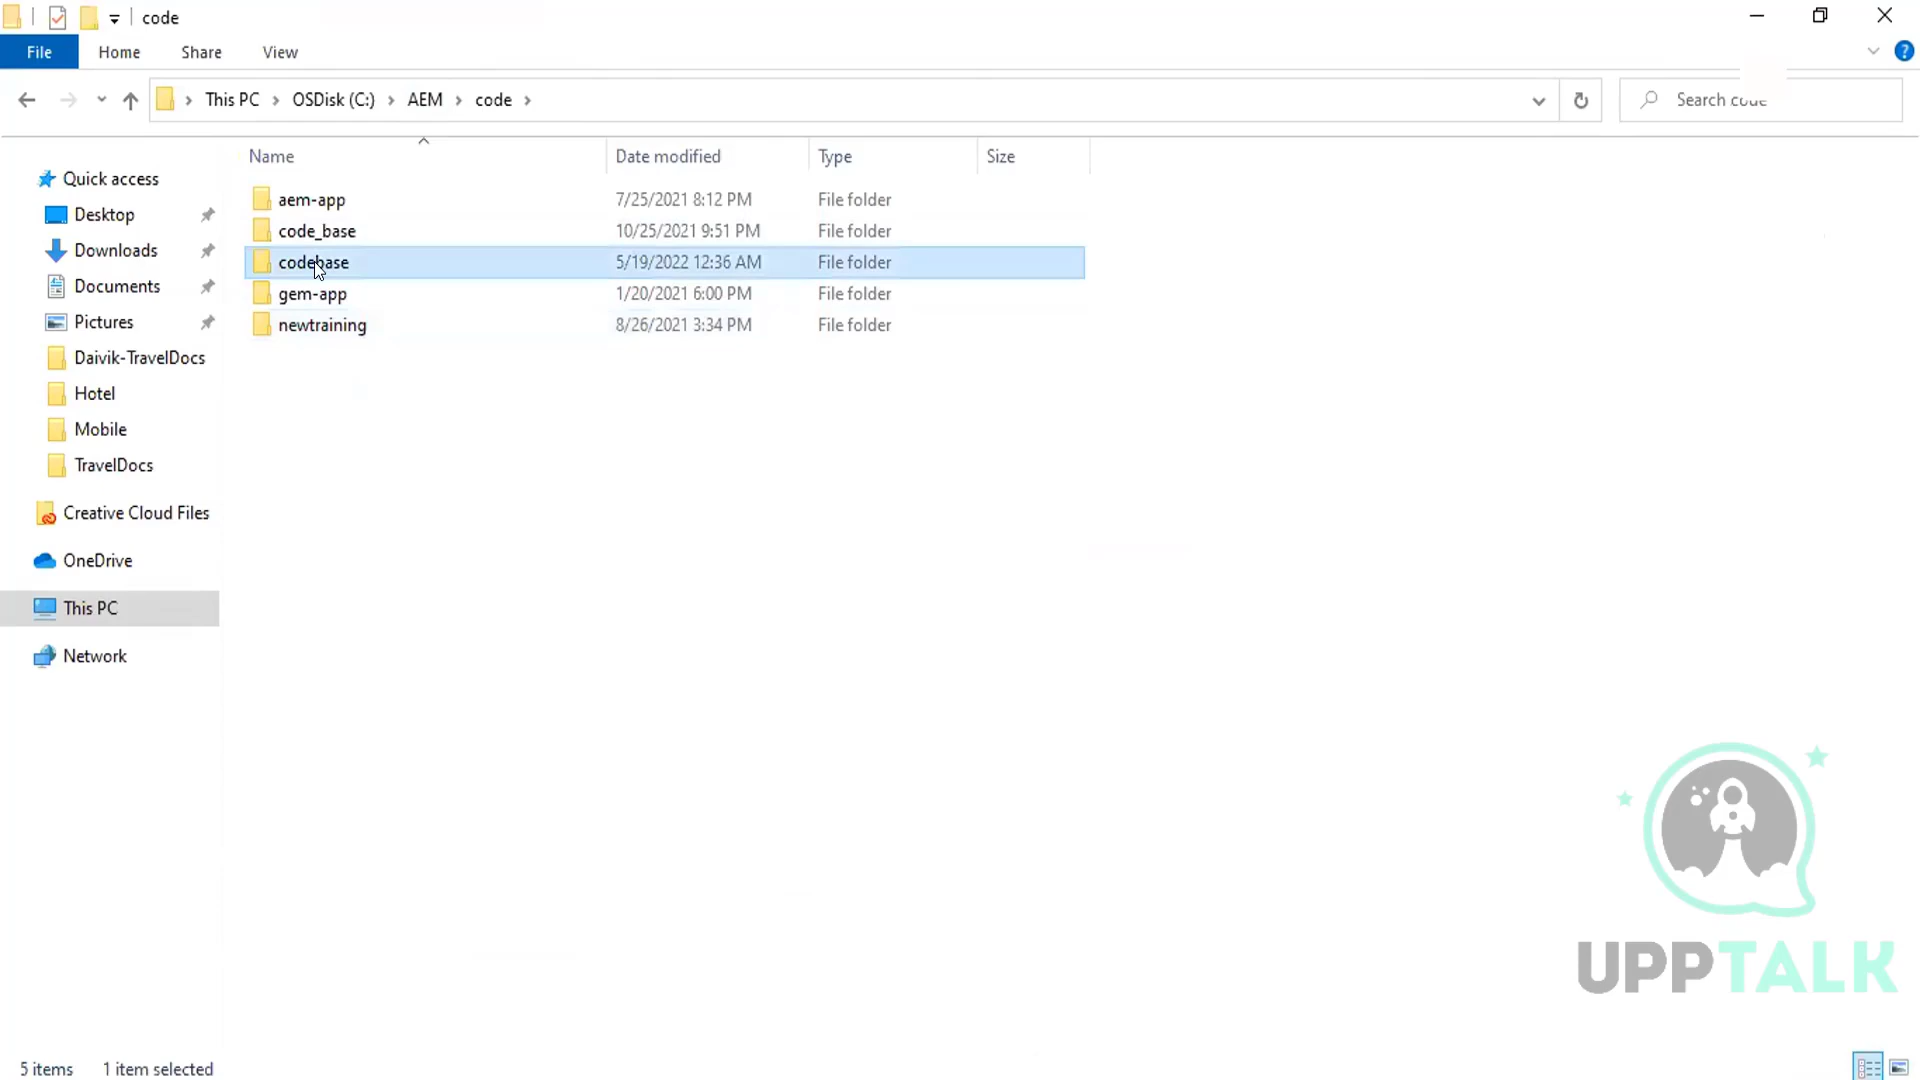 code
File Home Share View
This PC OSDisk (C:) AEM code
Search code
Name Date modified Type Size
Quick access
Desktop
Downloads
Documents
Pictures
Daivik-TravelDocs
Hotel
Mobile
TravelDocs
Creative Cloud Files
OneDrive
This PC
Network
aem-app 7/25/2021 8:12 PM File folder
code_base 10/25/2021 9:51 PM File folder
codebase 5/19/2022 12:36 AM File folder
gem-app 1/20/2021 6:00 PM File folder
newtraining 8/26/2021 3:34 PM File folder
UPPTALK
5 items 1 item selected